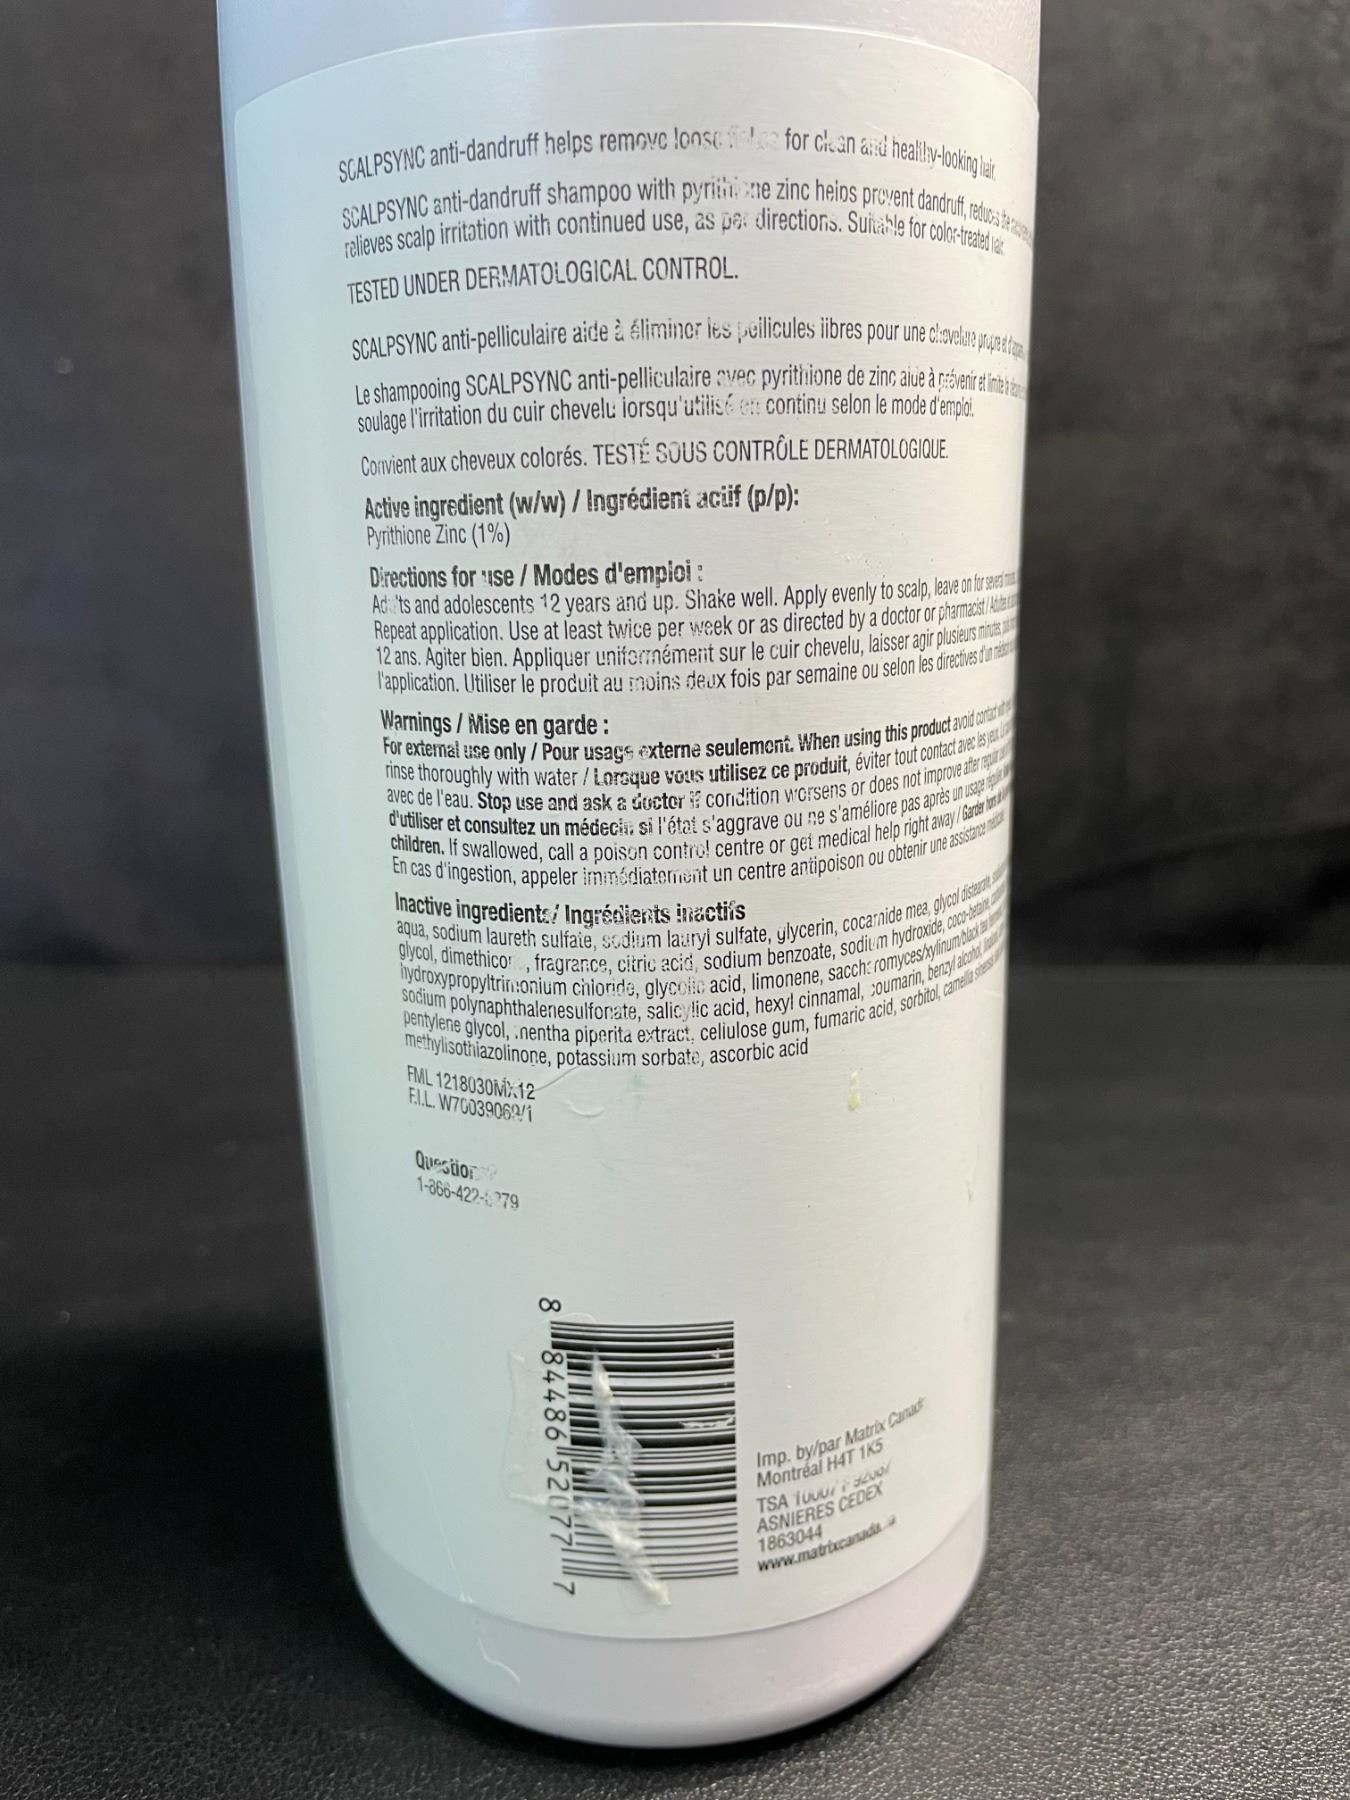 SCALPSYNC anti-dandruff helps remove loose for clean and healthy-looking hair.
SCALPSYNC anti-dandruff shampoo with pyrithione zinc helps prevent dandruff, reduces the
relieves scalp irritation with continued use, as per directions. Suitable for color-treated hair.
TESTED UNDER DERMATOLOGICAL CONTROL.
SCALPSYNC anti-pelliculaire aide à éliminer les pellicules libres pour une chevelure propre et
Le shampooing SCALPSYNC anti-pelliculaire avec pyrithione de zinc aide à prévenir et limite la
soulage l'irritation du cuir chevelu lorsqu'utilisé en continu selon le mode d'emploi.
Convient aux cheveux colorés. TESTÉ SOUS CONTRÔLE DERMATOLOGIQUE.
Active ingredient (w/w) / Ingrédient actif (p/p):
Pyrithione Zinc (1%)
Directions for use / Modes d'emploi :
Adults and adolescents 12 years and up. Shake well. Apply evenly to scalp, leave on for several
Repeat application. Use at least twice per week or as directed by a doctor or pharmacist / Adultes
12 ans. Agiter bien. Appliquer uniformément sur le cuir chevelu, laisser agir plusieurs minutes,
l'application. Utiliser le produit au moins deux fois par semaine ou selon les directives d'un
Warnings / Mise en garde :
For external use only / Pour usage externe seulement. When using this product avoid contact with
rinse thoroughly with water / Lorsque vous utilisez ce produit, éviter tout contact avec les yeux.
avec de l'eau. Stop use and ask a doctor if condition worsens or does not improve after regular
d'utiliser et consultez un médecin si l'état s'aggrave ou ne s'améliore pas après un usage
children. If swallowed, call a poison control centre or get medical help right away / Garder hors de
En cas d'ingestion, appeler immédiatement un centre antipoison ou obtenir une assistance
Inactive ingredients/ Ingrédients inactifs
aqua, sodium laureth sulfate, sodium lauryl sulfate, glycerin, cocamide mea, glycol distearate,
glycol, dimethicone, fragrance, citric acid, sodium benzoate, sodium hydroxide, coco-betaine,
hydroxypropyltrimonium chloride, glycolic acid, limonene, saccharomyces/xylinum/black tea
sodium polynaphthalenesulfonate, salicylic acid, hexyl cinnamal, coumarin, benzyl alcohol,
pentylene glycol, mentha piperita extract, cellulose gum, fumaric acid, sorbitol, camellia sinensis
methylisothiazolinone, potassium sorbate, ascorbic acid
FML 1218030MX12
F.I.L.
Questions?
8 84486 52077 7
Imp. by/par Matrix Canada
Montréal H4T 1K5
TSA
ASNIERES CEDEX
1863044